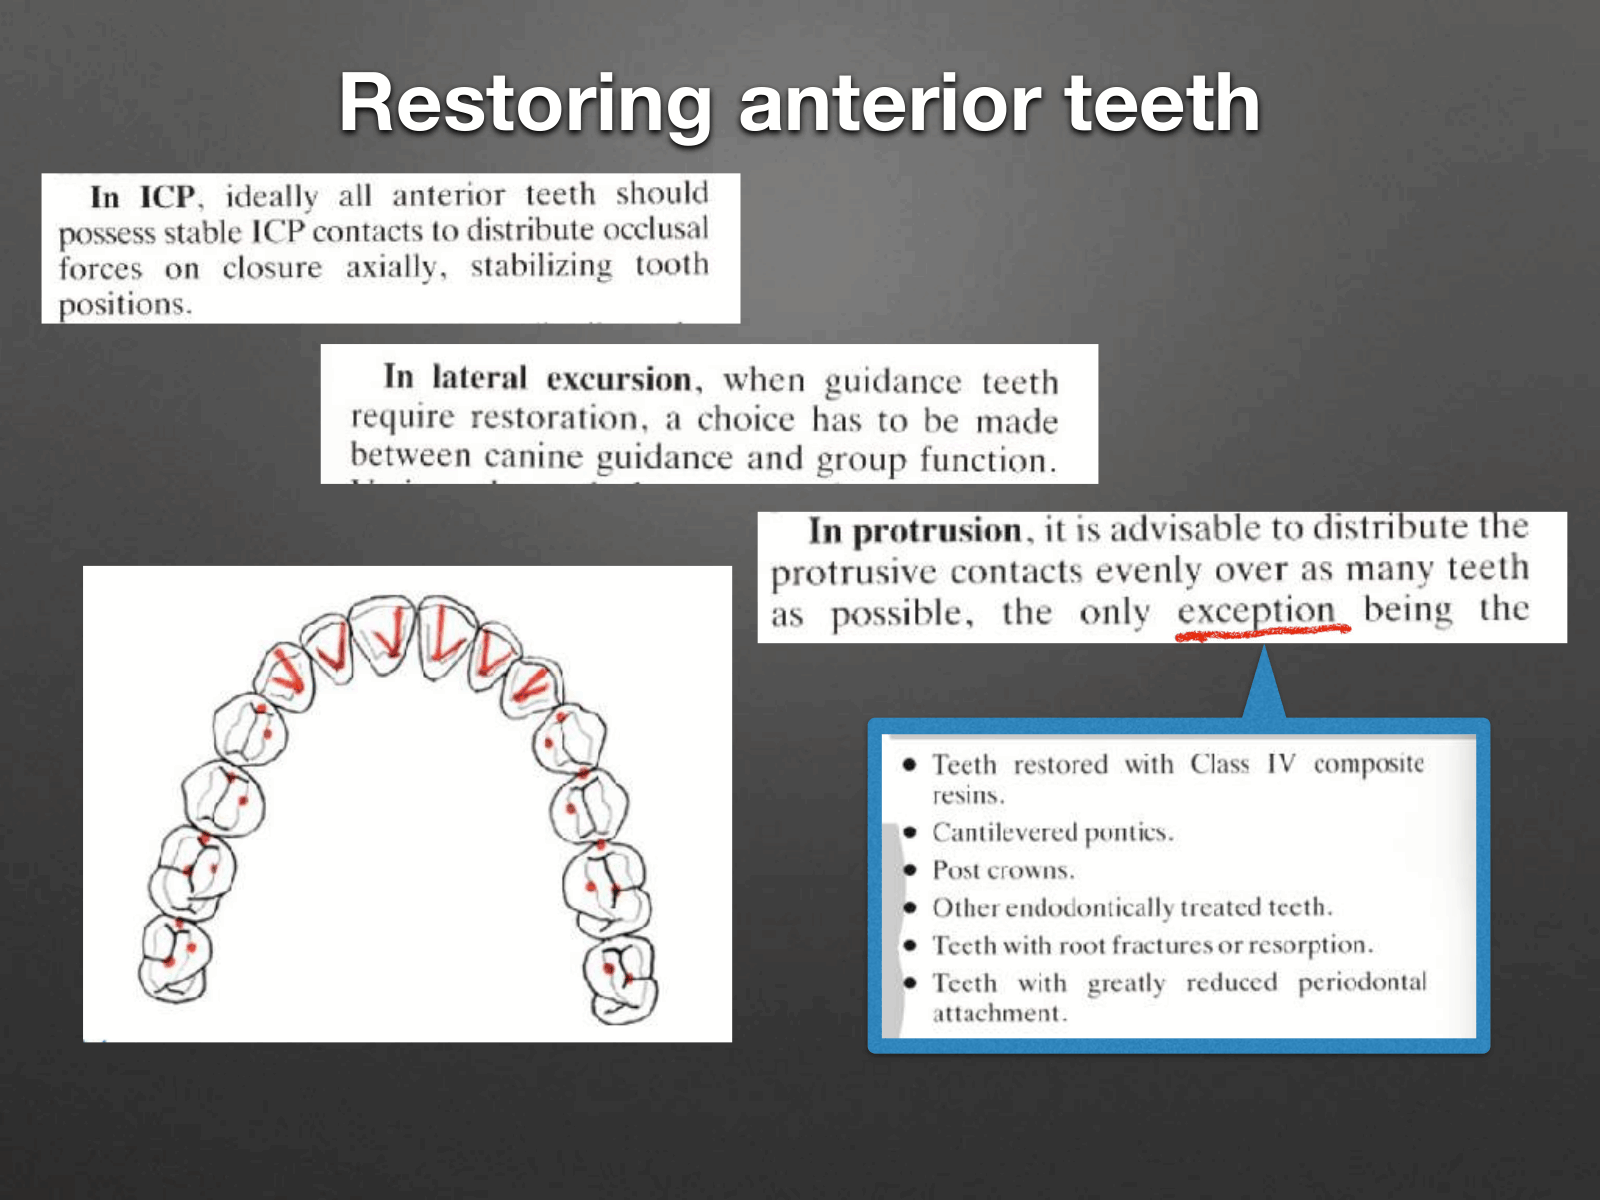 Restoring anterior teeth
In ICP, ideally all anterior teeth should
possess stable ICP contacts to distribute occlusal
forces on closure axially, stabilizing tooth
positions.
In lateral excursion, when guidance teeth
require restoration, a choice has to be made
between canine guidance and group function.
In protrusion, it is advisable to distribute the
protrusive contacts evenly over as many teeth
as possible, the only exception being the
● Teeth restored with Class IV composite
resins.
● Cantilevered pontics.
● Post crowns.
● Other endodontically treated teeth.
● Teeth with root fractures or resorption.
● Teeth with greatly reduced periodontal
attachment.